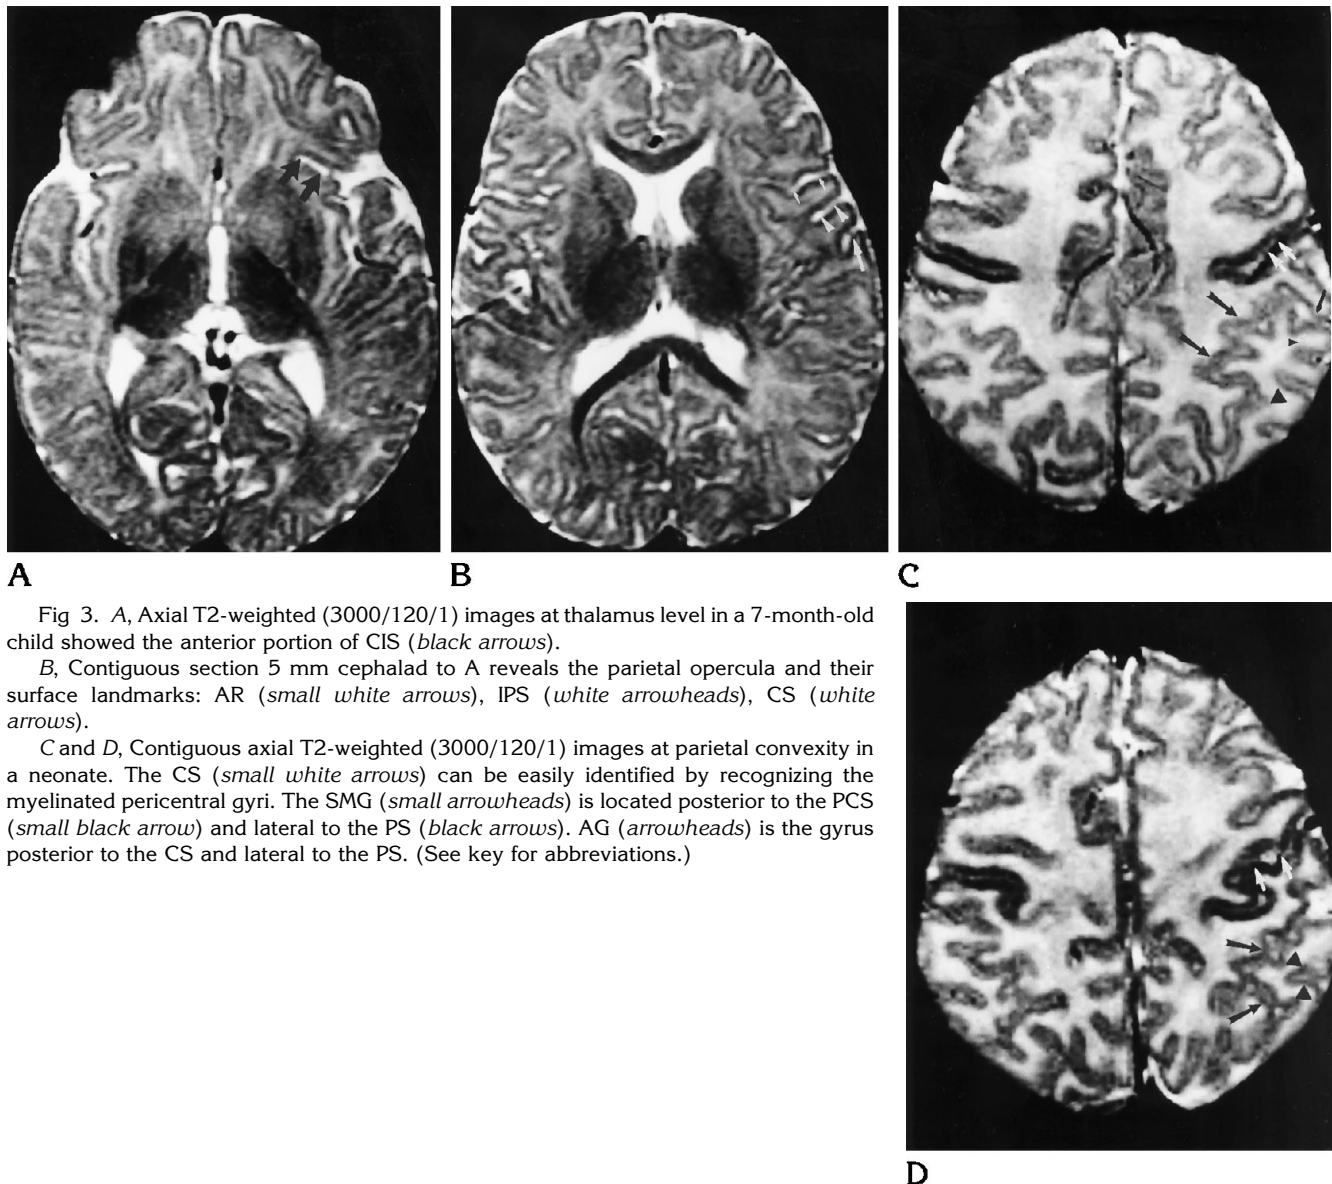 A
B
C
Fig 3. A, Axial T2-weighted (3000/120/1) images at thalamus level in a 7-month-old
child showed the anterior portion of CIS (black arrows).
B, Contiguous section 5 mm cephalad to A reveals the parietal opercula and their
surface landmarks: AR (small white arrows), IPS (white arrowheads), CS (white
arrows).
C and D, Contiguous axial T2-weighted (3000/120/1) images at parietal convexity in
a neonate. The CS (small white arrows) can be easily identified by recognizing the
myelinated pericentral gyri. The SMG (small arrowheads) is located posterior to the PCS
(small black arrow) and lateral to the PS (black arrows). AG (arrowheads) is the gyrus
posterior to the CS and lateral to the PS. (See key for abbreviations.)
D